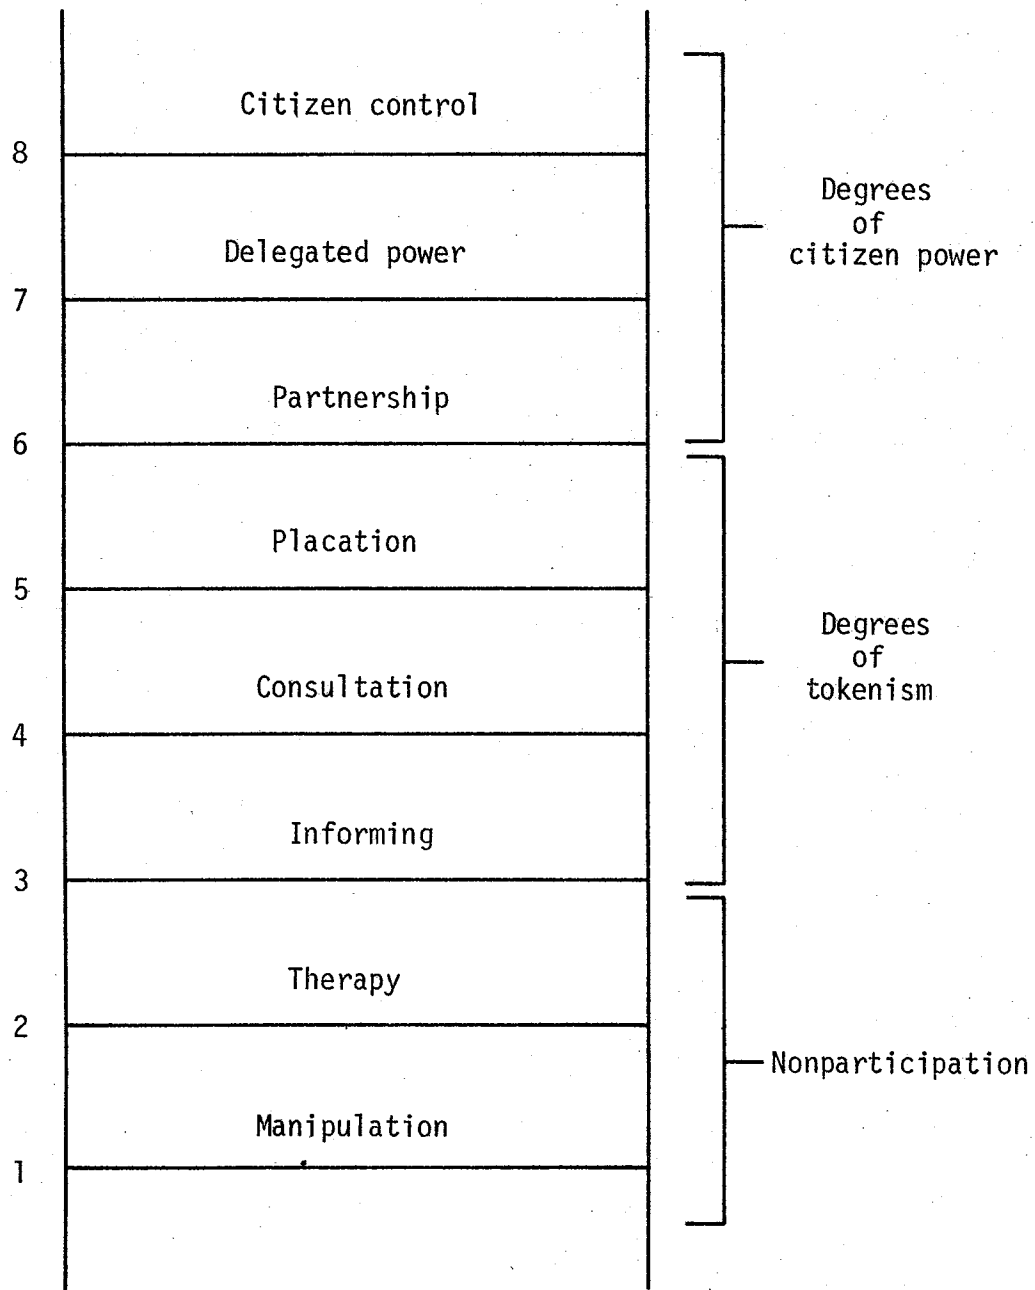 Citizen control
8
Degrees
of
citizen power
Delegated power
7
Partnership
6
Placation
5
Degrees
of
tokenism
Consultation
4
Informing
3
Therapy
2
Nonparticipation
Manipulation
1